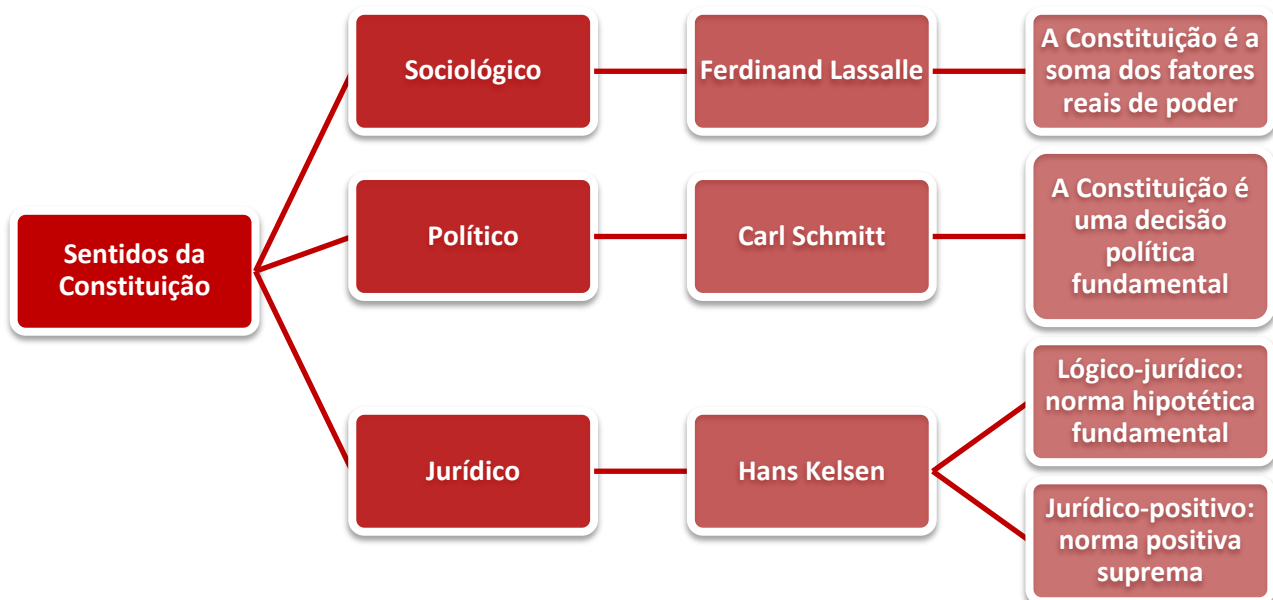 Sentidos da
Constituição
Sociológico
Ferdinand Lassalle
A Constituição é a
soma dos fatores
reais de poder
Político
Carl Schmitt
A Constituição é
uma decisão
política
fundamental
Jurídico
Hans Kelsen
Lógico-jurídico:
norma hipotética
fundamental
Jurídico-positivo:
norma positiva
suprema